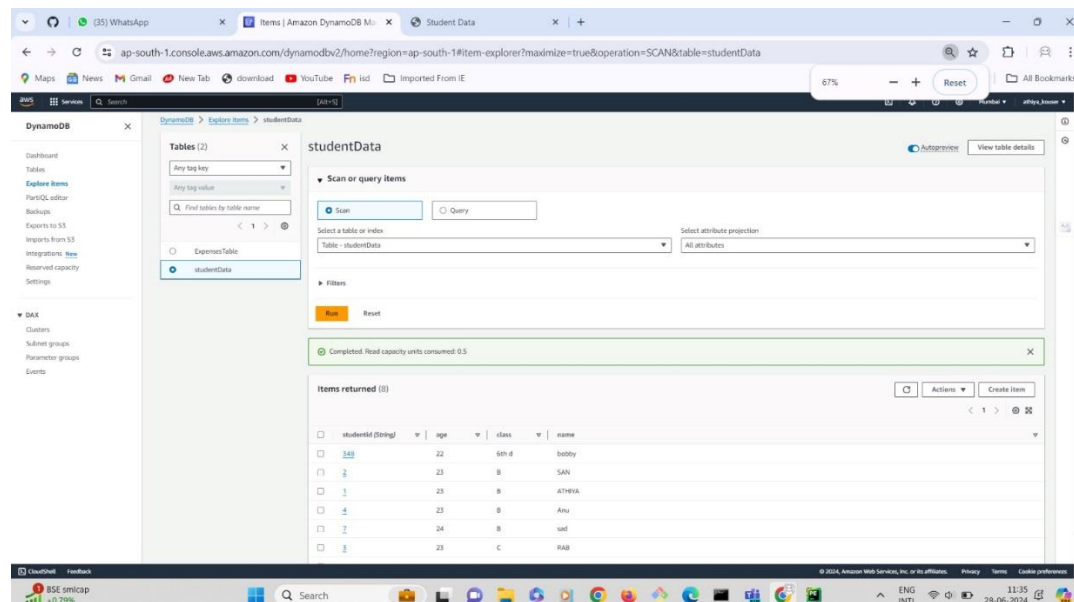 (35) WhatsApp
Items | Amazon DynamoDB Ma
Student Data
ap-south-1.console.aws.amazon.com/dynamodbv2/home?region=ap-south-1#item-explorer?maximize=true&operation=SCAN&table=studentData
Maps News Gmail New Tab download YouTube Fn isd Imported From IE
All Bookmarks
67% - + Reset
aws Services Search [Alt+S] Mumbai athiya_kouser
DynamoDB
Dashboard
Tables
Explore items
PartiQL editor
Backups
Exports to S3
Imports from S3
Integrations New
Reserved capacity
Settings
DAX
Clusters
Subnet groups
Parameter groups
Events
DynamoDB > Explore items > studentData
Tables (2)
Any tag key
Any tag value
Find tables by table name
< 1 >
ExpensesTable
studentData
studentData
Autopreview View table details
Scan or query items
Scan Query
Select a table or index
Table - studentData
Select attribute projection
All attributes
Filters
Run Reset
Completed. Read capacity units consumed: 0.5
Items returned (8)
Actions Create item
< 1 >
studentid (String) age class name
348 22 6th d bobby
2 23 B SAN
1 23 B ATHIYA
4 23 B Anu
7 24 B sad
3 23 C RAB
CloudShell Feedback
© 2024, Amazon Web Services, Inc. or its affiliates. Privacy Terms Cookie preferences
BSE smlcap
+0.79%
Search
ENG
INTL
11:35
28-06-2024